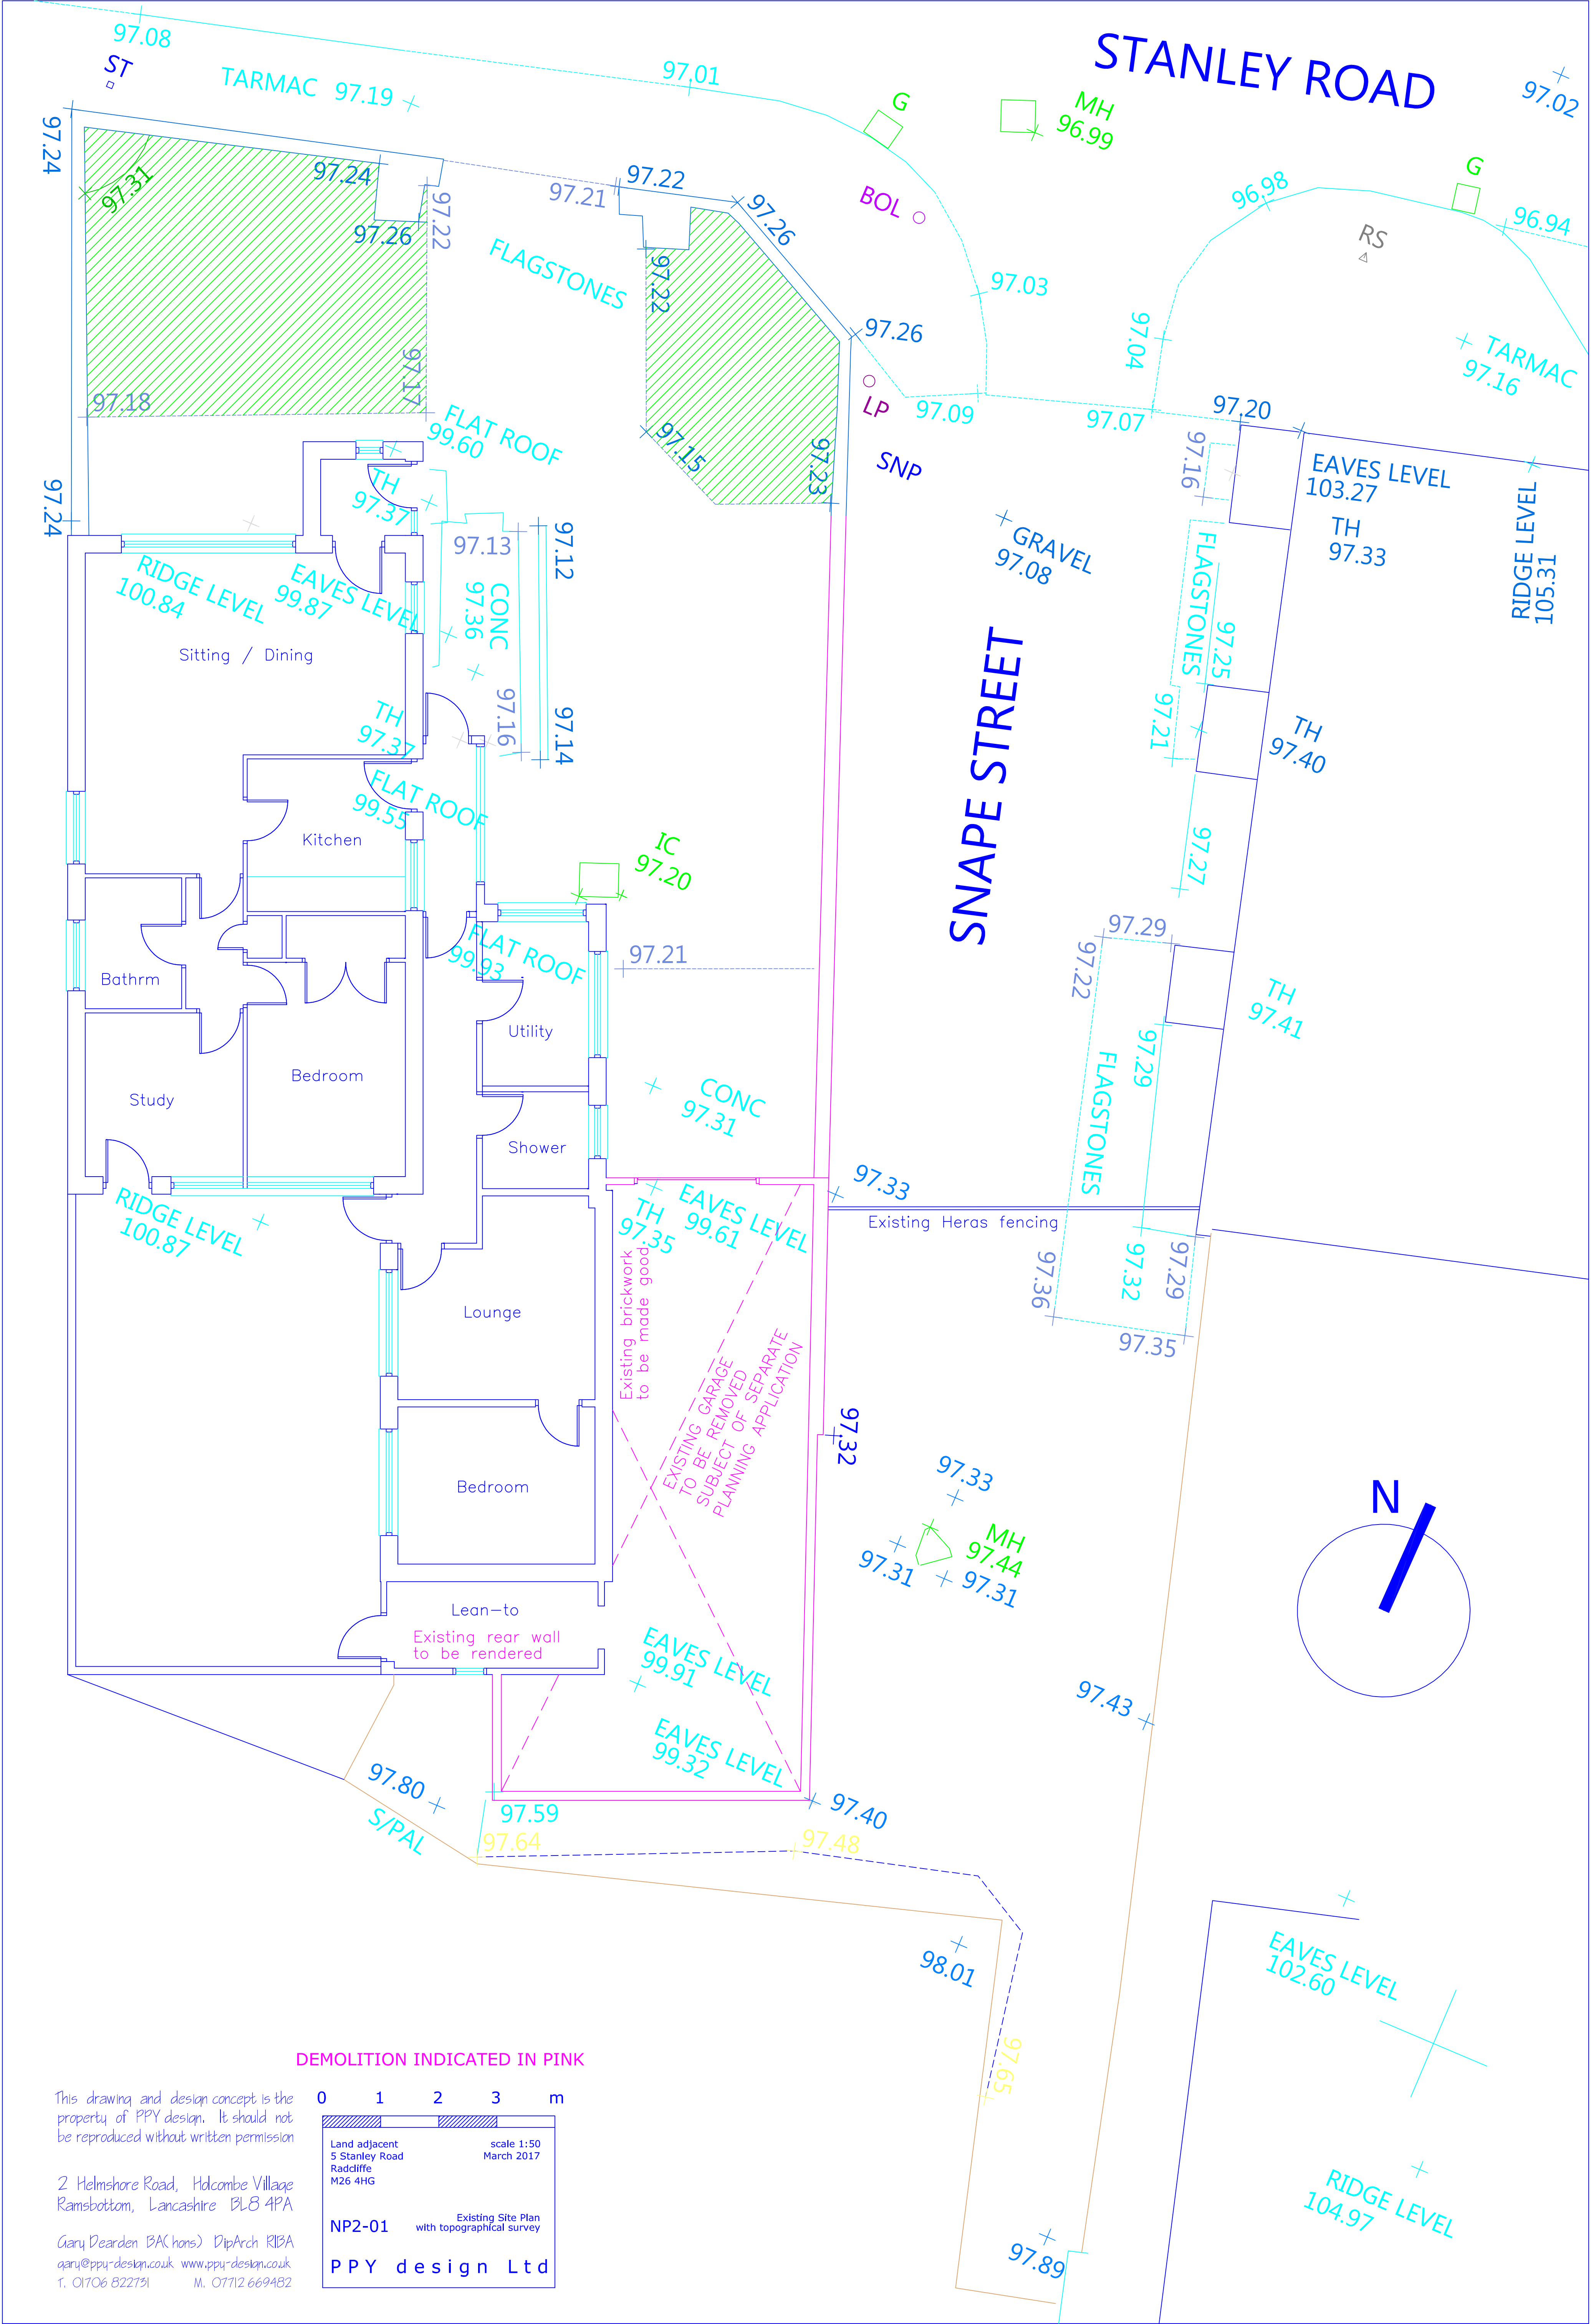 97.08
ST
TARMAC 97.19
97.01
STANLEY ROAD
97.02
G
MH
96.99
G
97.24
97.31
97.24
97.26
97.22
97.21
97.22
97.26
BOL
96.98
96.94
RS
FLAGSTONES
97.22
97.03
97.26
97.04
TARMAC
97.16
97.18
97.17
FLAT ROOF
99.60
97.15
97.23
LP
97.09
97.07
97.20
SNP
97.16
EAVES LEVEL
103.27
TH
97.33
RIDGE LEVEL
105.31
97.24
TH
97.37
97.13
97.12
GRAVEL
97.08
FLAGSTONES
97.25
RIDGE LEVEL
100.84
EAVES LEVEL
99.87
CONC
97.36
Sitting / Dining
SNAPE STREET
TH
97.37
97.16
97.14
97.21
TH
97.40
FLAT ROOF
99.55
Kitchen
IC
97.20
97.27
FLAT ROOF
99.93
97.21
97.29
97.22
Bathrm
TH
97.41
Utility
97.29
Bedroom
Study
CONC
97.31
FLAGSTONES
Shower
97.33
Existing Heras fencing
RIDGE LEVEL
100.87
TH
97.35
EAVES LEVEL
99.61
97.36
97.32
97.29
97.35
Existing brickwork
to be made good
Lounge
EXISTING GARAGE
TO BE REMOVED
SUBJECT OF SEPARATE
PLANNING APPLICATION
97.32
Bedroom
97.33
MH
97.44
97.31
97.31
N
Lean-to
Existing rear wall
to be rendered
EAVES LEVEL
99.91
97.43
EAVES LEVEL
99.32
97.80
S/PAL
97.59
97.64
97.40
97.48
98.01
EAVES LEVEL
102.60
97.65
RIDGE LEVEL
104.97
97.89
DEMOLITION INDICATED IN PINK
0 1 2 3 m
This drawing and design concept is the
property of PPY design. It should not
be reproduced without written permission
2 Helmshore Road, Holcombe Village
Ramsbottom, Lancashire BL8 4PA
Gary Dearden BA(hons) DipArch RIBA
gary@ppy-design.co.uk www.ppy-design.co.uk
T. 01706 822731 M. 07712 669482
Land adjacent
5 Stanley Road
Radcliffe
M26 4HG
scale 1:50
March 2017
NP2-01
Existing Site Plan
with topographical survey
PPY design Ltd